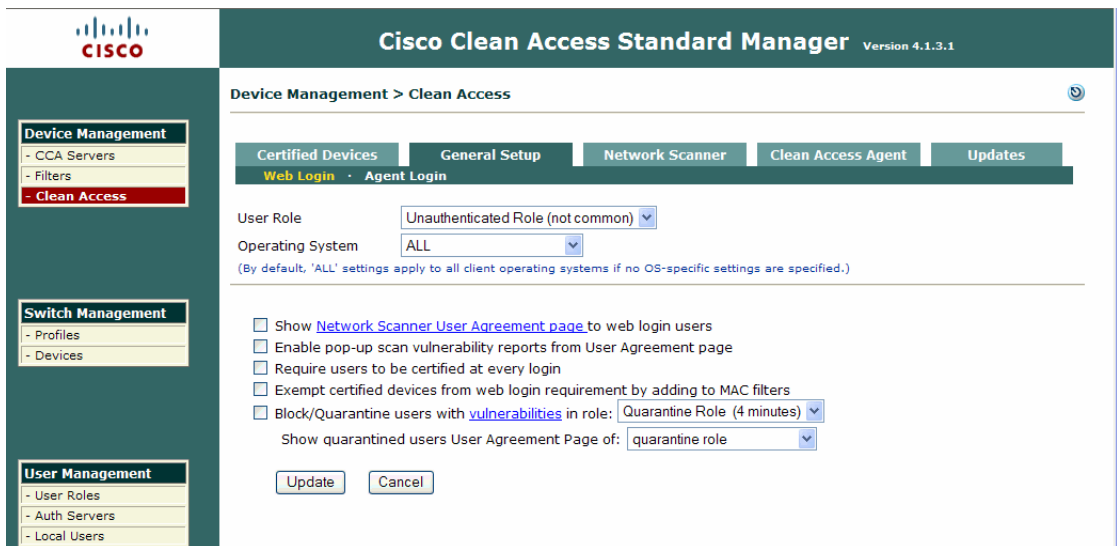 CISCO
Cisco Clean Access Standard Manager Version 4.1.3.1
Device Management > Clean Access
Device Management
- CCA Servers
- Filters
- Clean Access
Switch Management
- Profiles
- Devices
User Management
- User Roles
- Auth Servers
- Local Users
Certified Devices General Setup Network Scanner Clean Access Agent Updates
Web Login · Agent Login
User Role Unauthenticated Role (not common)
Operating System ALL
(By default, 'ALL' settings apply to all client operating systems if no OS-specific settings are specified.)
Show Network Scanner User Agreement page to web login users
Enable pop-up scan vulnerability reports from User Agreement page
Require users to be certified at every login
Exempt certified devices from web login requirement by adding to MAC filters
Block/Quarantine users with vulnerabilities in role: Quarantine Role (4 minutes)
Show quarantined users User Agreement Page of: quarantine role
Update Cancel